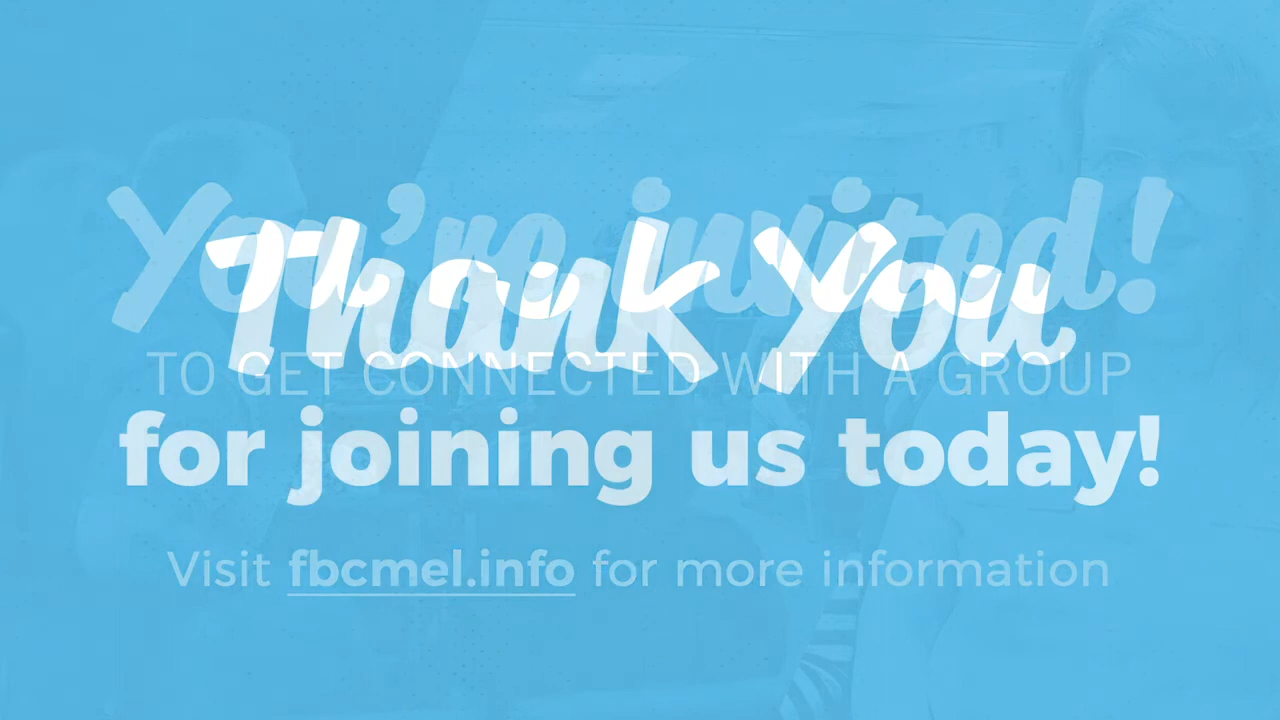 You're invited!
Thank You
TO GET CONNECTED WITH A GROUP
for joining us today!
Visit fbcmel.info for more information